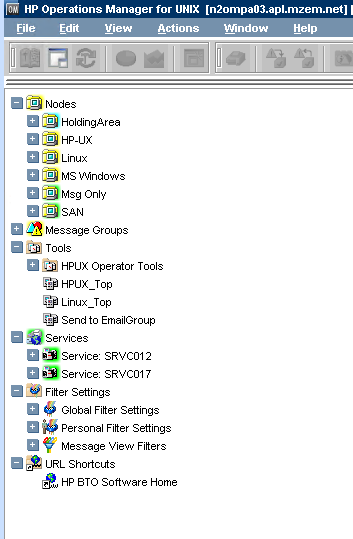 HP Operations Manager for UNIX [n2ompa03.apl.mzem.net]
File Edit View Actions Window Help
Nodes
HoldingArea
HP-UX
Linux
MS Windows
Msg Only
SAN
Message Groups
Tools
HPUX Operator Tools
HPUX_Top
Linux_Top
Send to EmailGroup
Services
Service: SRVC012
Service: SRVC017
Filter Settings
Global Filter Settings
Personal Filter Settings
Message View Filters
URL Shortcuts
HP BTO Software Home